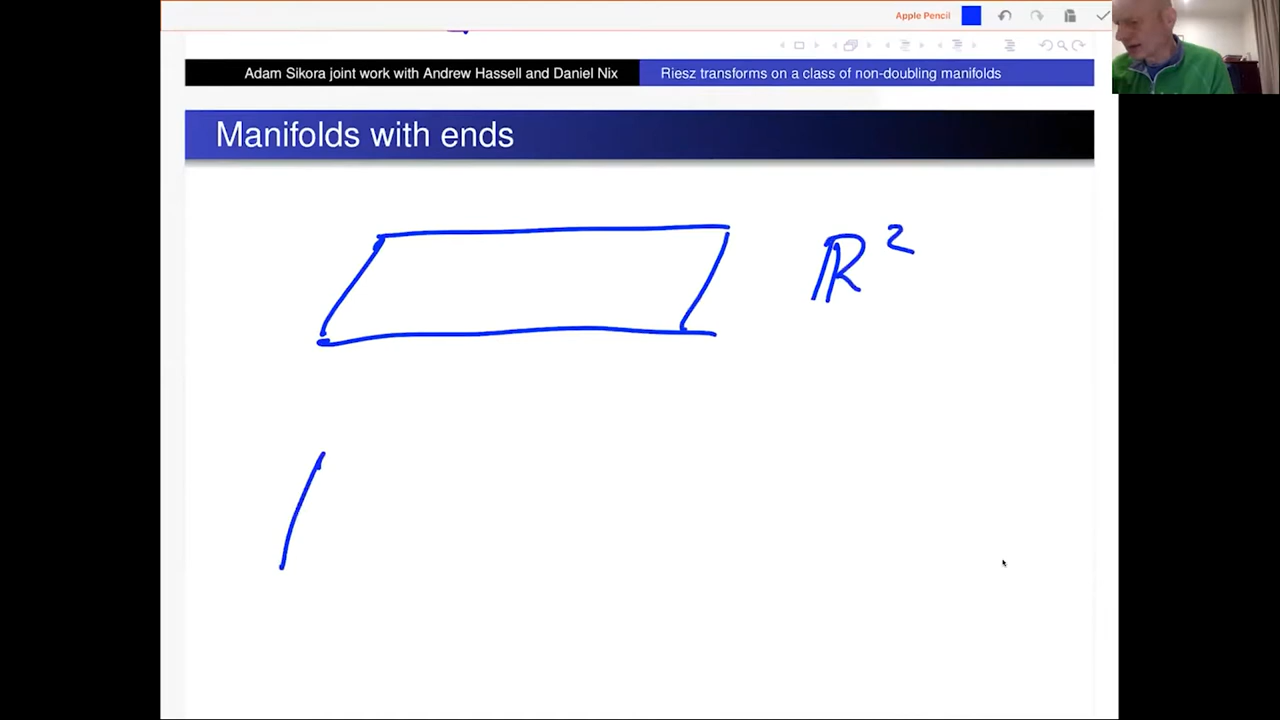 Apple Pencil
Adam Sikora joint work with Andrew Hassell and Daniel Nix
Riesz transforms on a class of non-doubling manifolds
Manifolds with ends
ℝ²